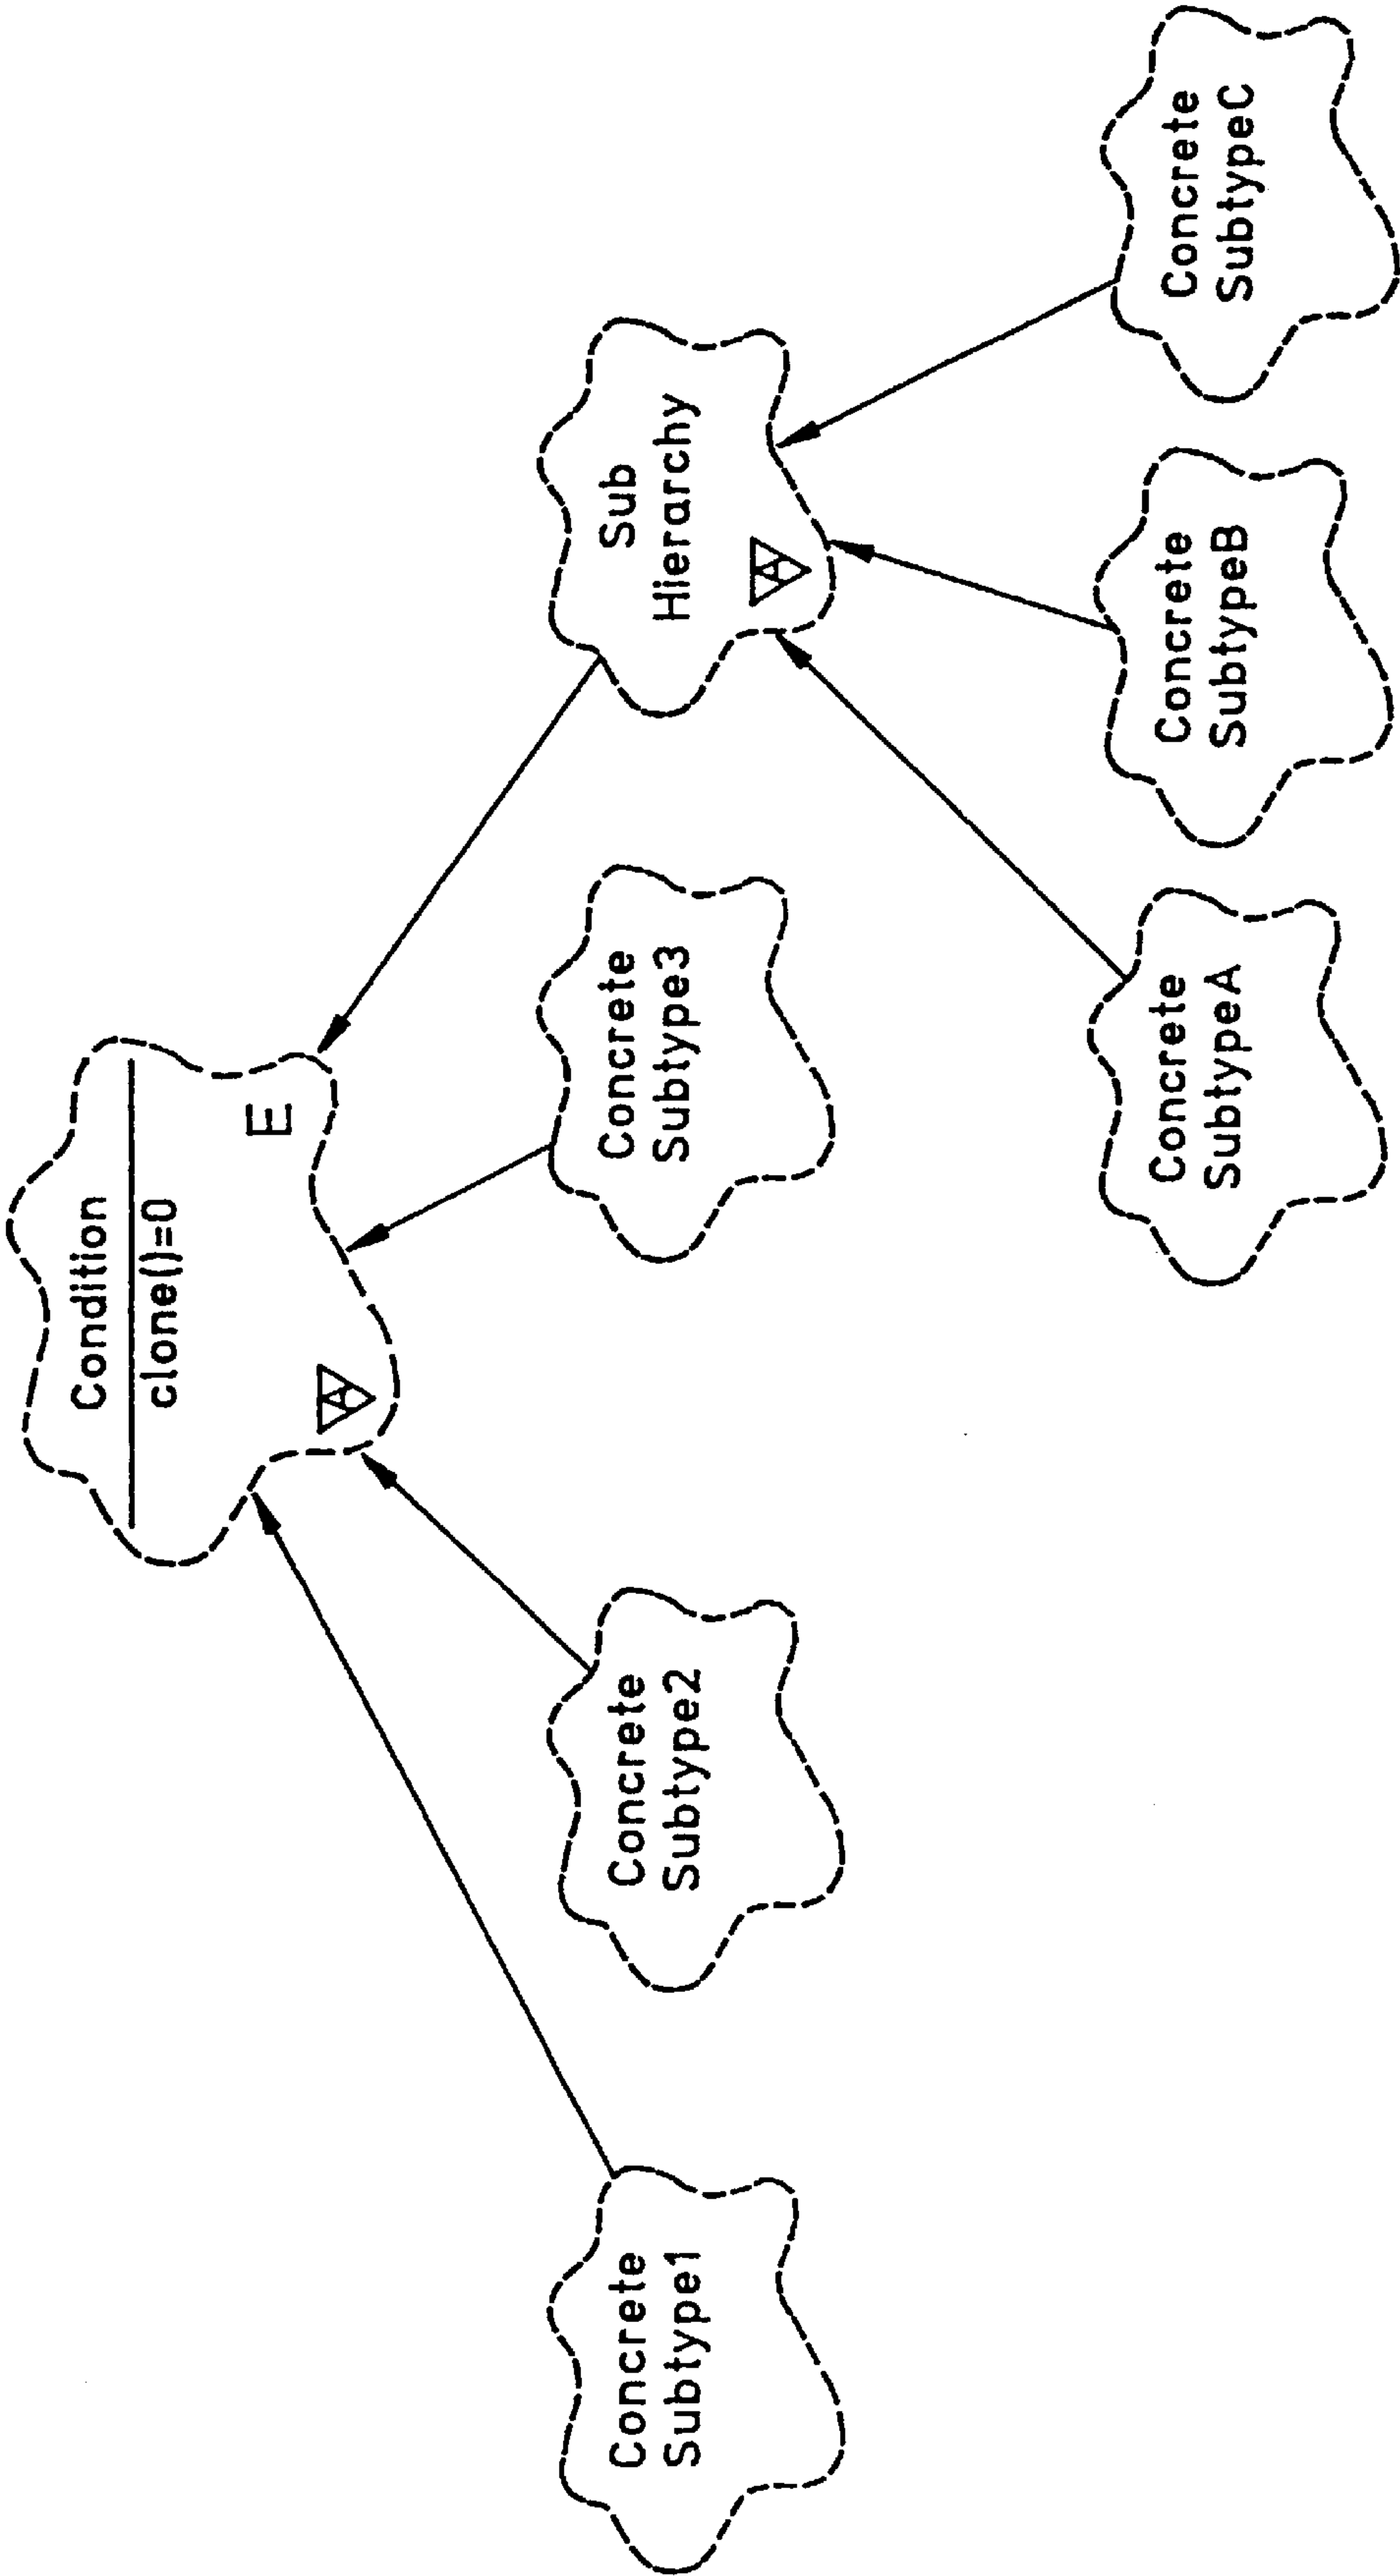 Condition
clone()=0
E
A
Concrete
Subtype1
Concrete
Subtype2
Concrete
Subtype3
Sub
Hierarchy
A
Concrete
SubtypeA
Concrete
SubtypeB
Concrete
SubtypeC